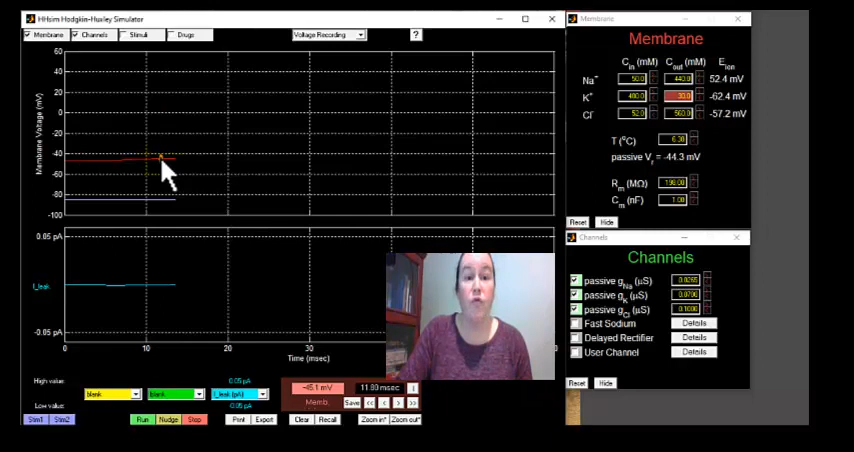 HHsim Hodgkin-Huxley Simulator
Membrane
Channels
Stimuli
Drugs
Voltage Recording
?
60
40
20
0
-20
-40
-60
-80
-100
Membrane Voltage (mV)
0.05 pA
I_leak
-0.05 pA
0
10
20
30
Time (msec)
High value:
0.05 pA
blank
blank
I_leak (pA)
Low value:
-0.05 pA
-45.1 mV
11.80 msec
Memb.
Save
<<
<
>
>>
Stim1
Stim2
Run
Nudge
Stop
Print
Export
Clear
Recall
Zoom in*
Zoom out*
Membrane
Membrane
Cin (mM) Cout (mM) Eion
Na+ 50.0 440.0 52.4 mV
K+ 400.0 30.0 -62.4 mV
Cl- 52.0 560.0 -57.2 mV
T (°C) 6.30
passive Vr = -44.3 mV
Rm (MΩ)
Cm (nF) 1.00
Reset Hide
Channels
Channels
passive gNa (µS) 0.0265
passive gK (µS)
passive gCl (µS)
Fast Sodium Details
Delayed Rectifier Details
User Channel Details
Reset Hide